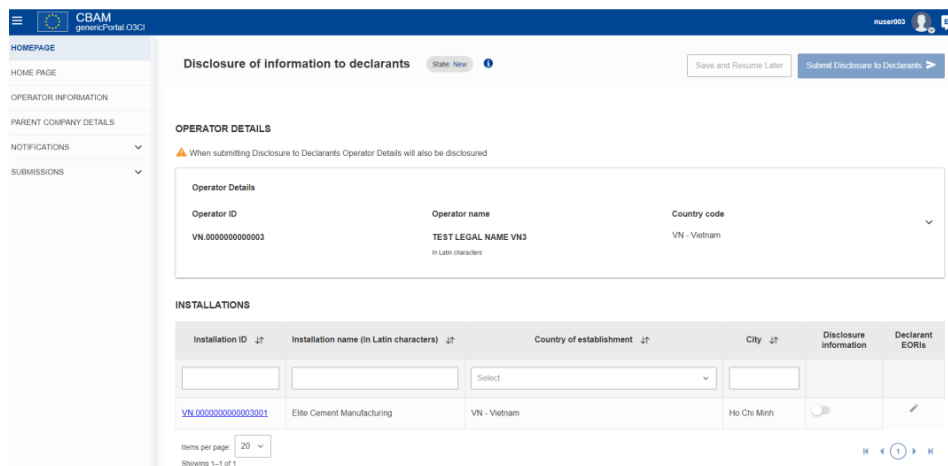 CBAM
genericPortal.O3CI
nuser003
HOMEPAGE
HOME PAGE
OPERATOR INFORMATION
PARENT COMPANY DETAILS
NOTIFICATIONS
SUBMISSIONS
Disclosure of information to declarants
State: New
Save and Resume Later
Submit Disclosure to Declarants
OPERATOR DETAILS
When submitting Disclosure to Declarants Operator Details will also be disclosed
Operator Details
Operator ID Operator name Country code
VN.0000000000003 TEST LEGAL NAME VN3 VN - Vietnam
In Latin characters
INSTALLATIONS
Installation ID Installation name (In Latin characters) Country of establishment City Disclosure information Declarant EORIs
Select
VN.0000000000003001 Elite Cement Manufacturing VN - Vietnam Ho Chi Minh
Items per page: 20
1
Showing 1–1 of 1